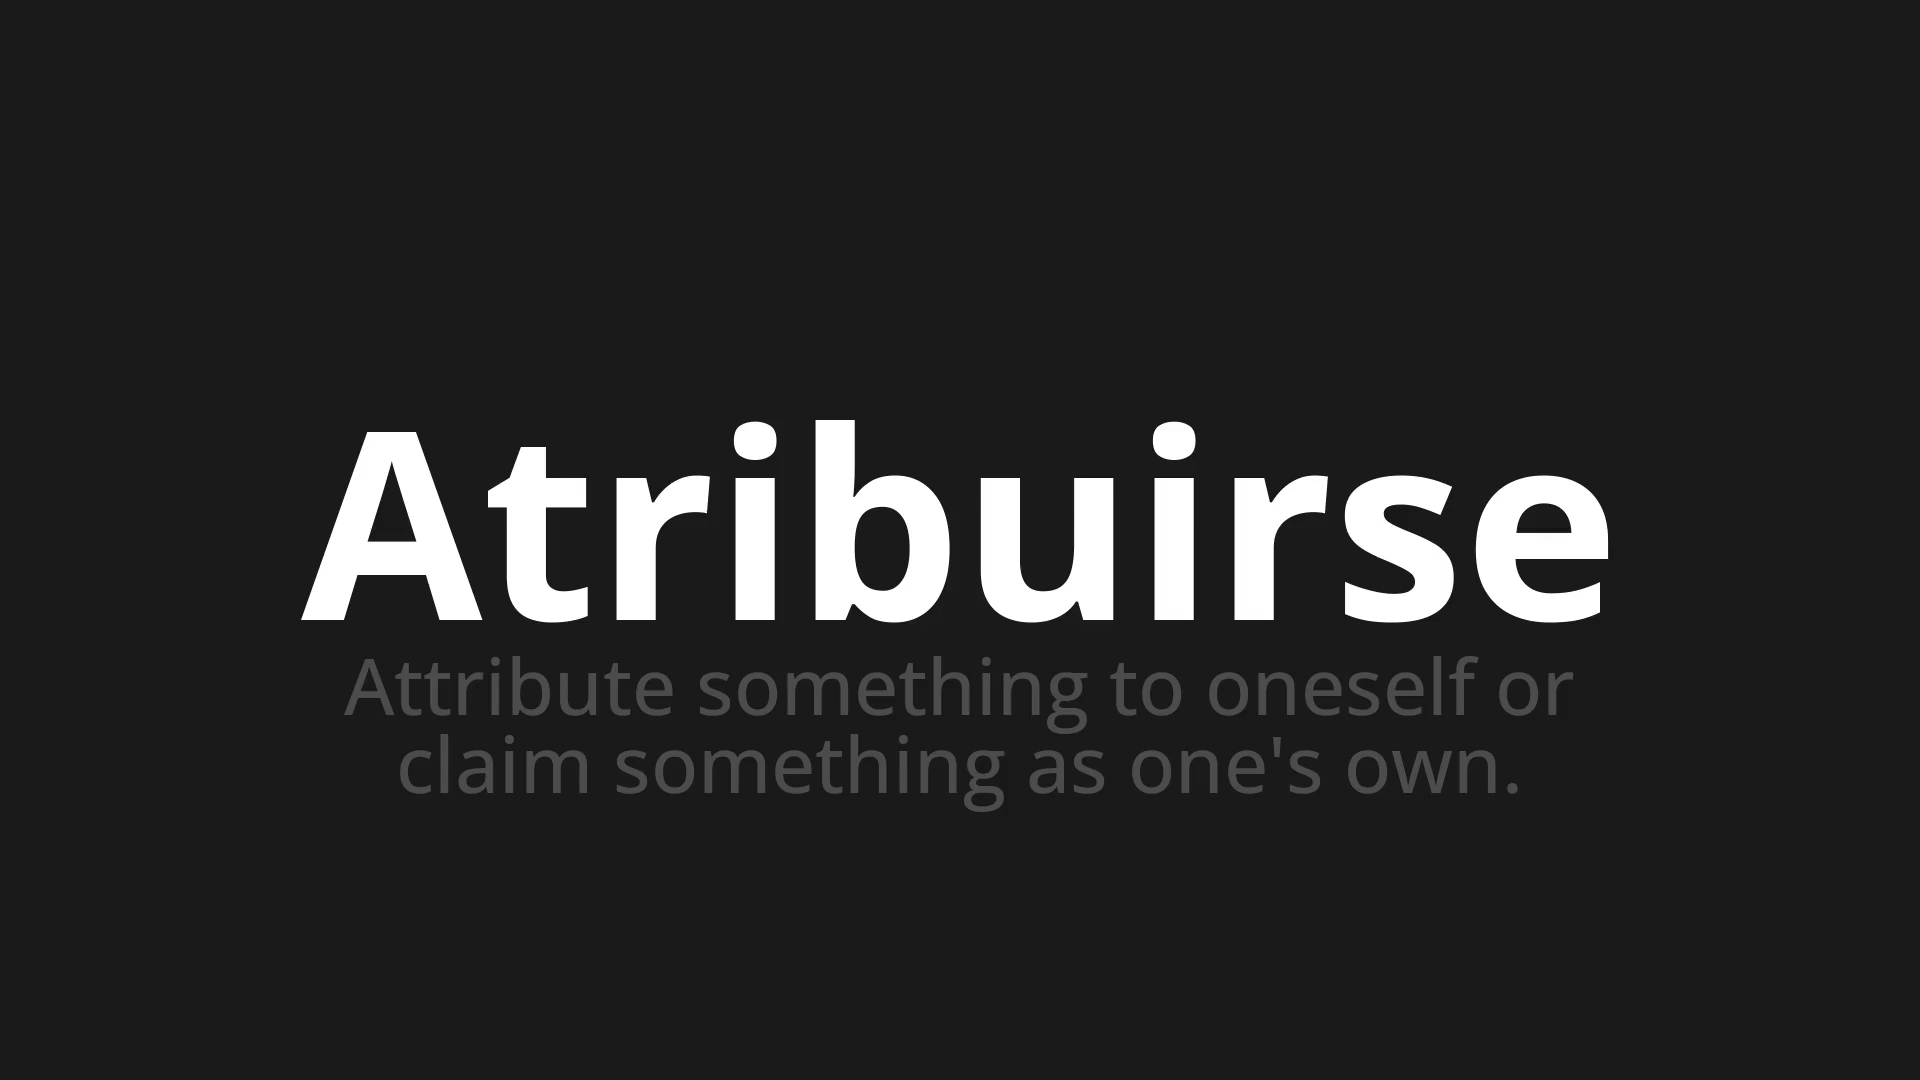 Atribuirse
Attribute something to oneself or
claim something as one's own.